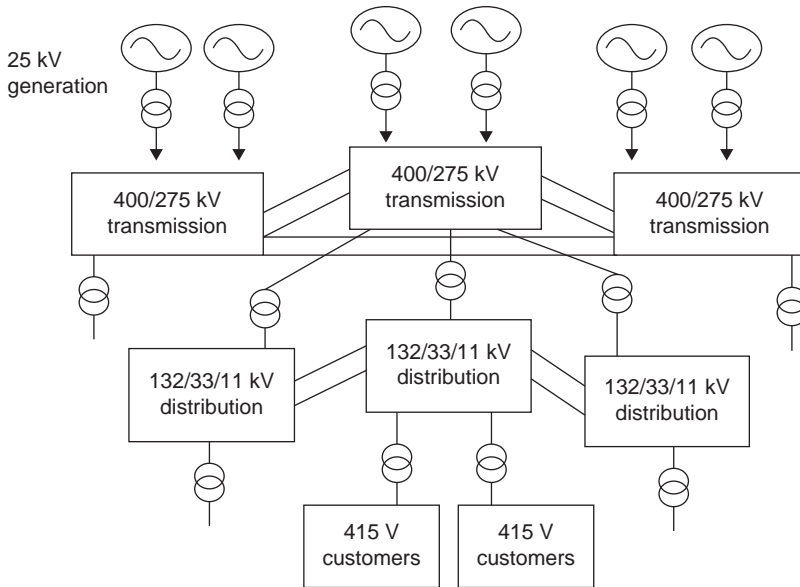 25 kV
generation
400/275 kV
transmission
400/275 kV
transmission
400/275 kV
transmission
132/33/11 kV
distribution
132/33/11 kV
distribution
132/33/11 kV
distribution
415 V
customers
415 V
customers